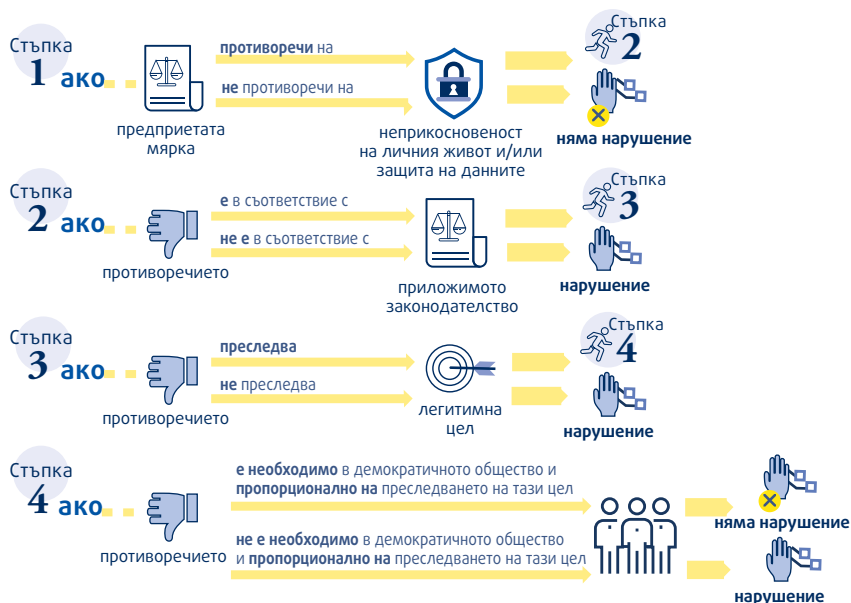 Стъпка
1 ако
предприетата
мярка
противоречи на
не противоречи на
неприкосновеност
на личния живот и/или
защита на данните
Стъпка
2
няма нарушение
Стъпка
2 ако
противоречието
е в съответствие с
не е в съответствие с
приложимото
законодателство
Стъпка
3
нарушение
Стъпка
3 ако
противоречието
преследва
не преследва
легитимна
цел
Стъпка
4
нарушение
Стъпка
4 ако
противоречието
е необходимо в демократичното общество и
пропорционално на преследването на тази цел
не е необходимо в демократичното общество
и пропорционално на преследването на тази цел
няма нарушение
нарушение